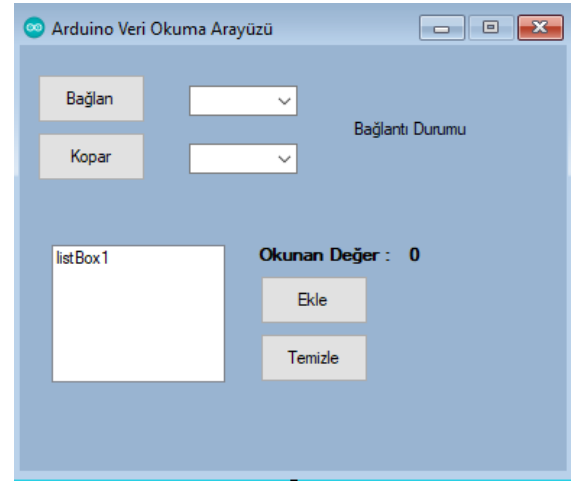 Arduino Veri Okuma Arayüzü
Bağlan
Bağlantı Durumu
Kopar
listBox1
Okunan Değer : 0
Ekle
Temizle